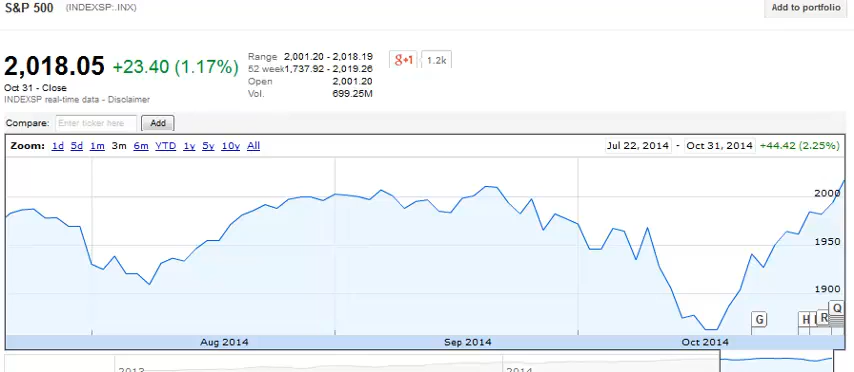 S&P 500 (INDEXSP:.INX)
Add to portfolio
2,018.05 +23.40 (1.17%)
Oct 31 - Close
INDEXSP real-time data - Disclaimer
Range 2,001.20 - 2,018.19
52 week 1,737.92 - 2,019.26
Open 2,001.20
Vol. 699.25M
g+1 1.2k
Compare: Enter ticker here Add
Zoom: 1d 5d 1m 3m 6m YTD 1y 5y 10y All
Jul 22, 2014 - Oct 31, 2014 +44.42 (2.25%)
2000
1950
1900
G H R Q
Aug 2014 Sep 2014 Oct 2014
2013 2014